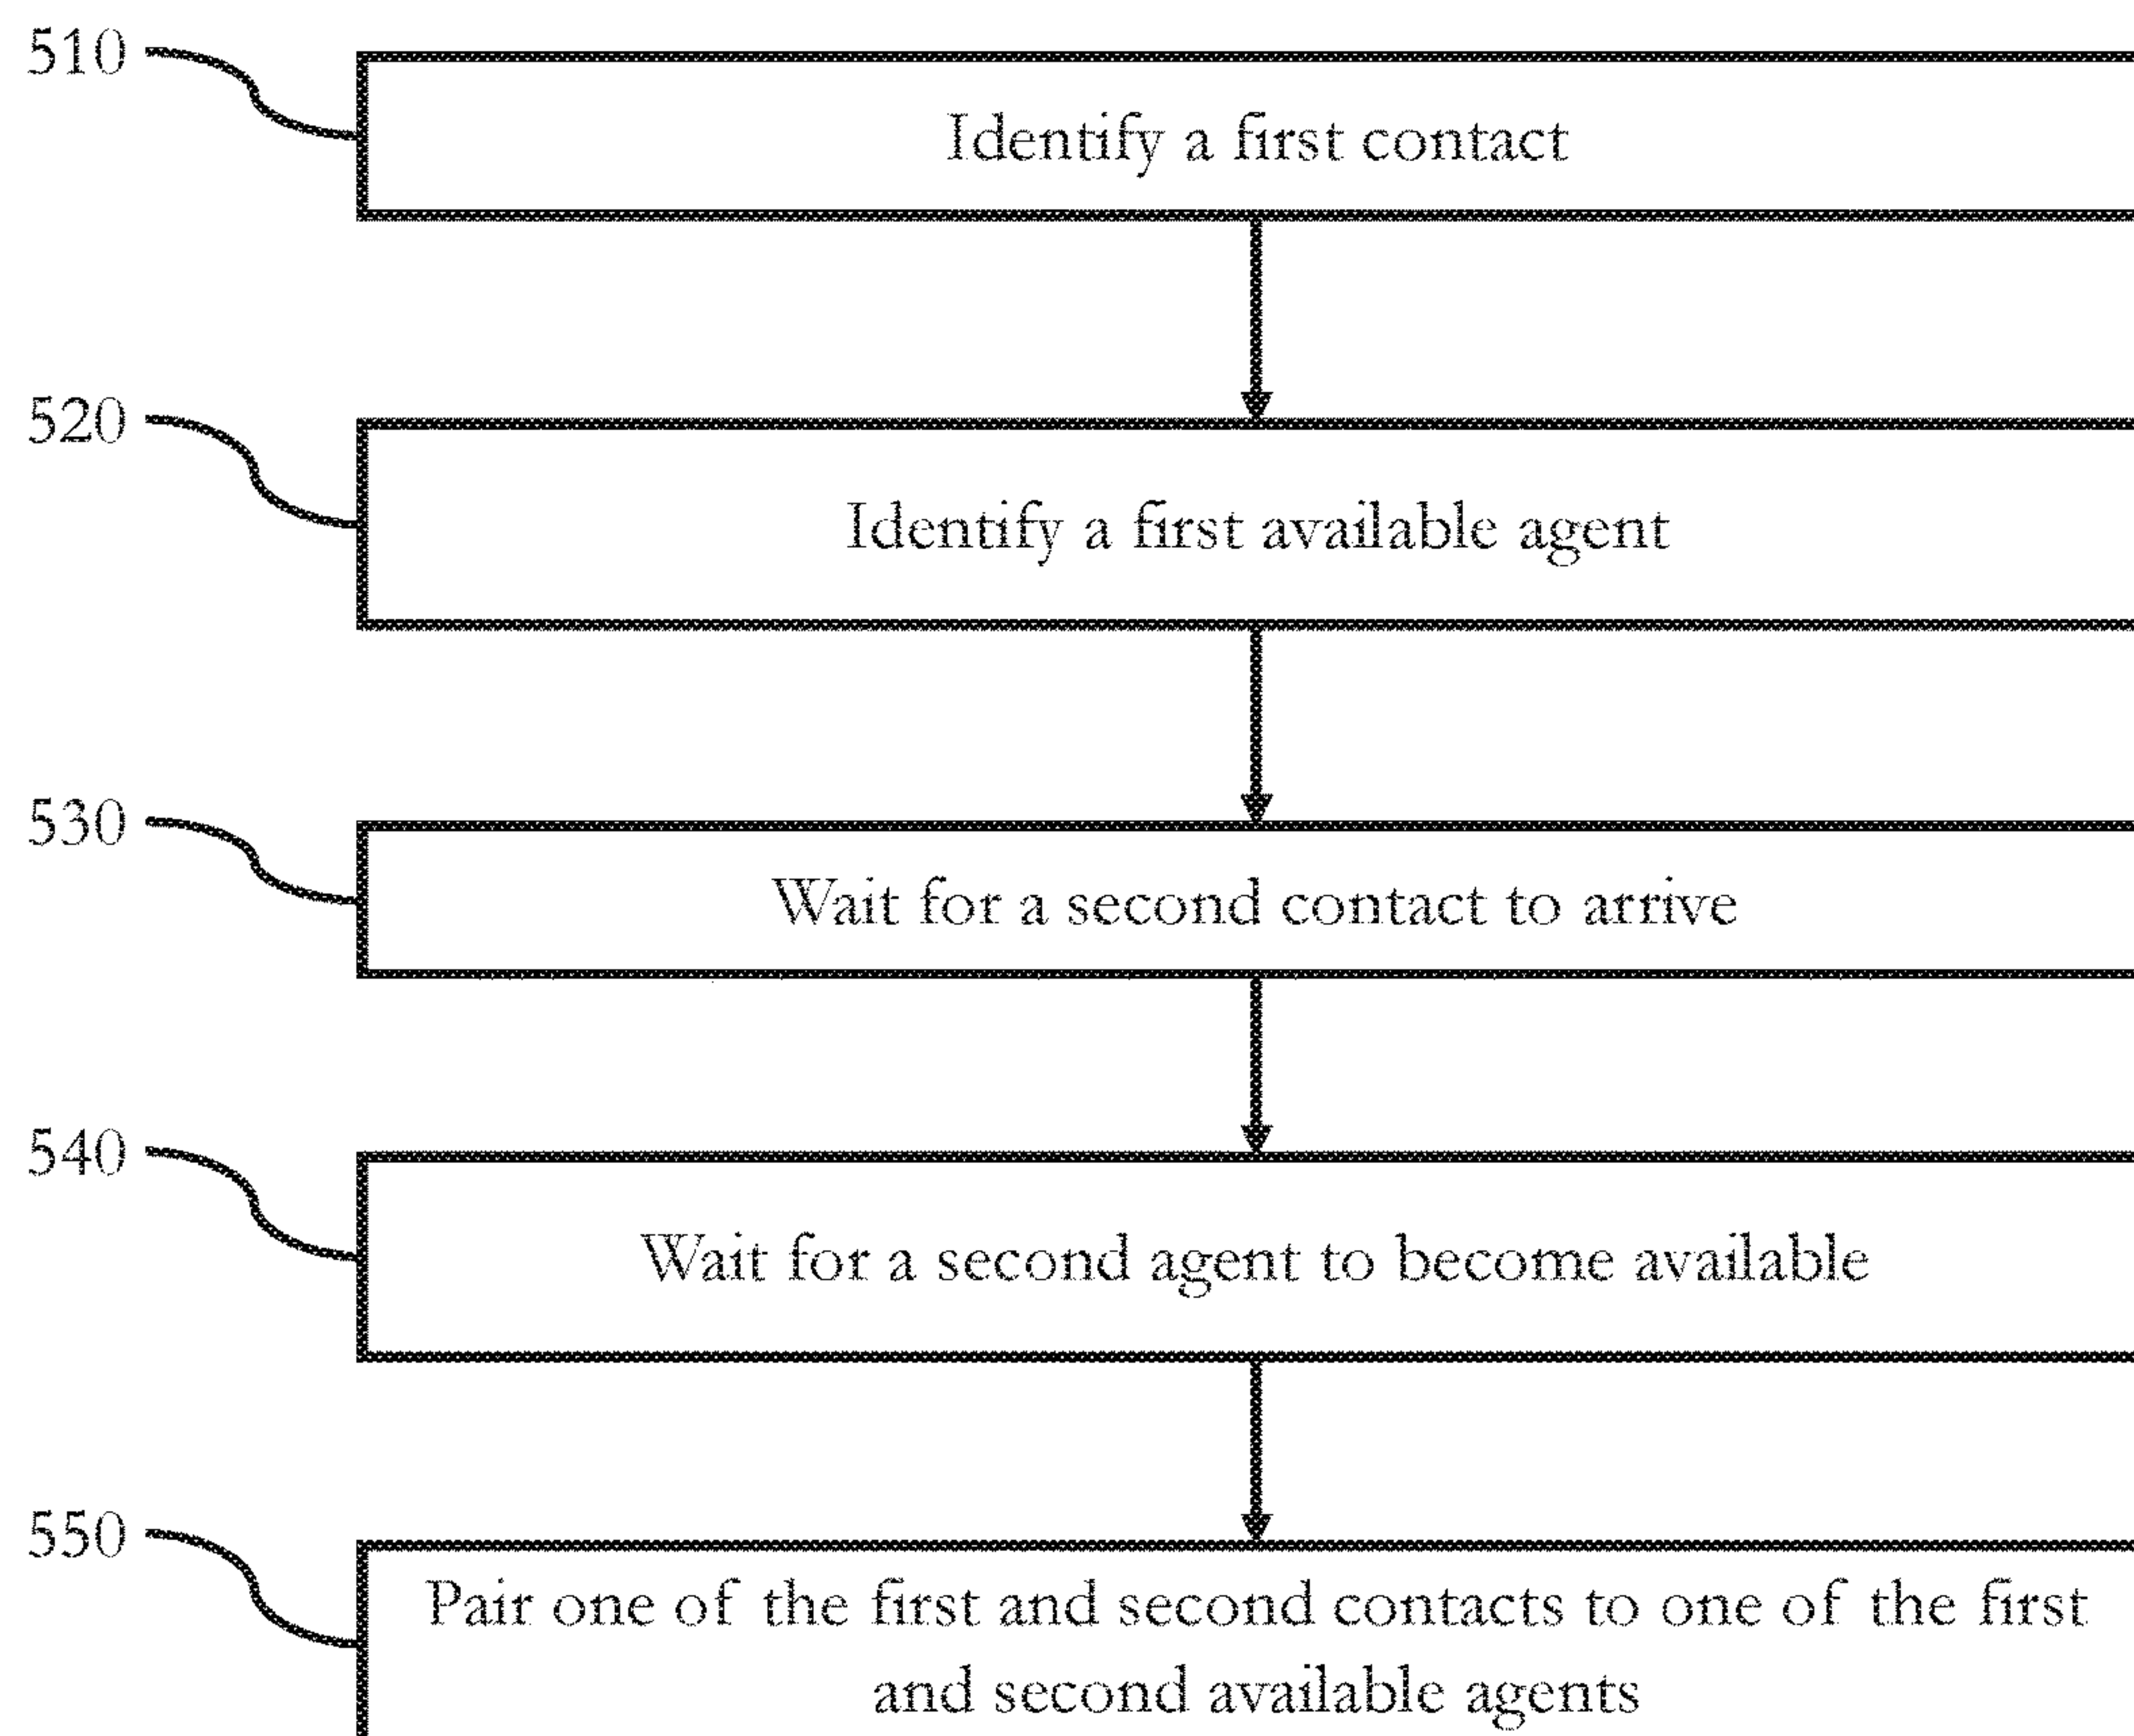 510
Identify a first contact
520
Identify a first available agent
530
Wait for a second contact to arrive
540
Wait for a second agent to become available
550
Pair one of the first and second contacts to one of the first
and second available agents